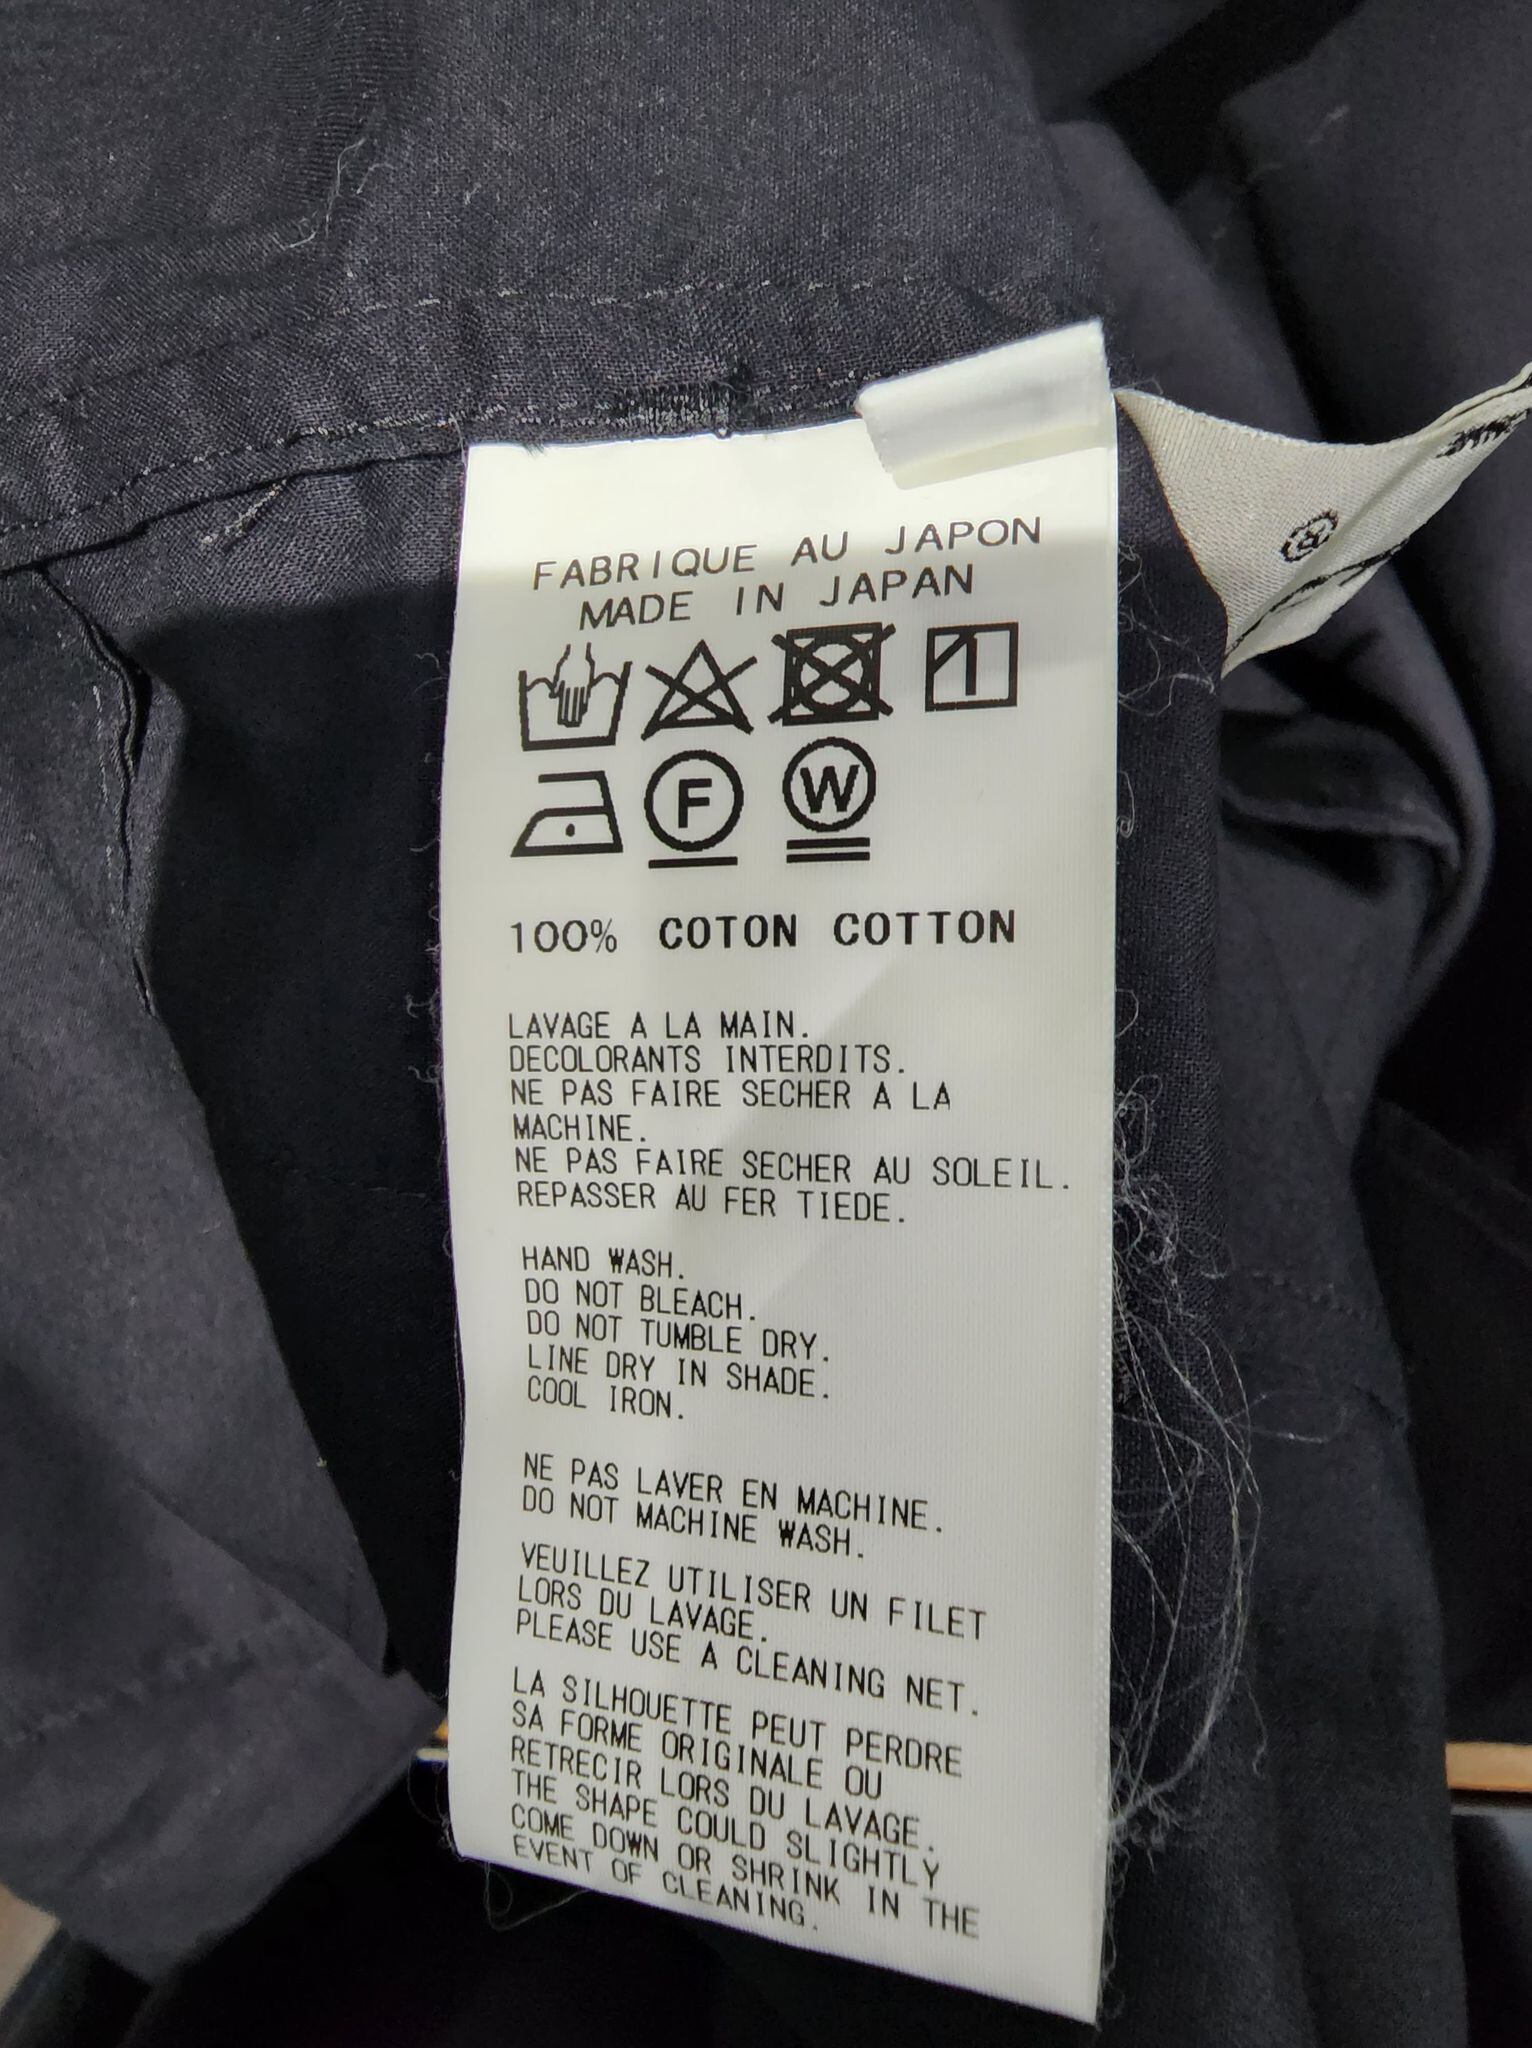 FABRIQUE AU JAPON
MADE IN JAPAN
F W
100% COTON COTTON
LAVAGE A LA MAIN.
DECOLORANTS INTERDITS.
NE PAS FAIRE SECHER A LA
MACHINE.
NE PAS FAIRE SECHER AU SOLEIL.
REPASSER AU FER TIEDE.
HAND WASH.
DO NOT BLEACH.
DO NOT TUMBLE DRY.
LINE DRY IN SHADE.
COOL IRON.
NE PAS LAVER EN MACHINE.
DO NOT MACHINE WASH.
VEUILLEZ UTILISER UN FILET
LORS DU LAVAGE.
PLEASE USE A CLEANING NET.
LA SILHOUETTE PEUT PERDRE
SA FORME ORIGINALE OU
RETRECIR LORS DU LAVAGE.
THE SHAPE COULD SLIGHTLY
COME DOWN OR SHRINK IN THE
EVENT OF CLEANING.